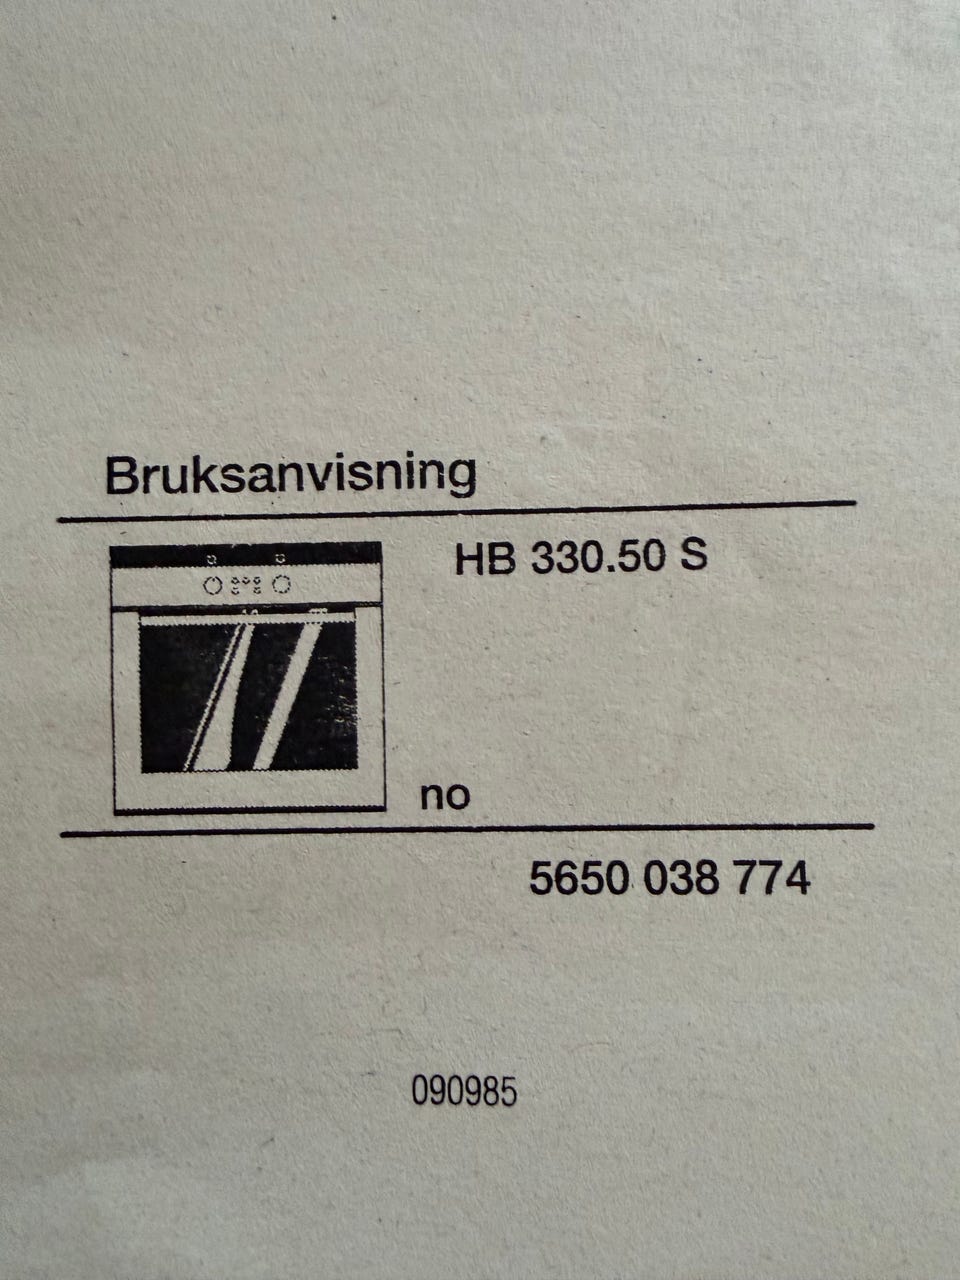 Bruksanvisning
HB 330.50 S
no
5650 038 774
090985